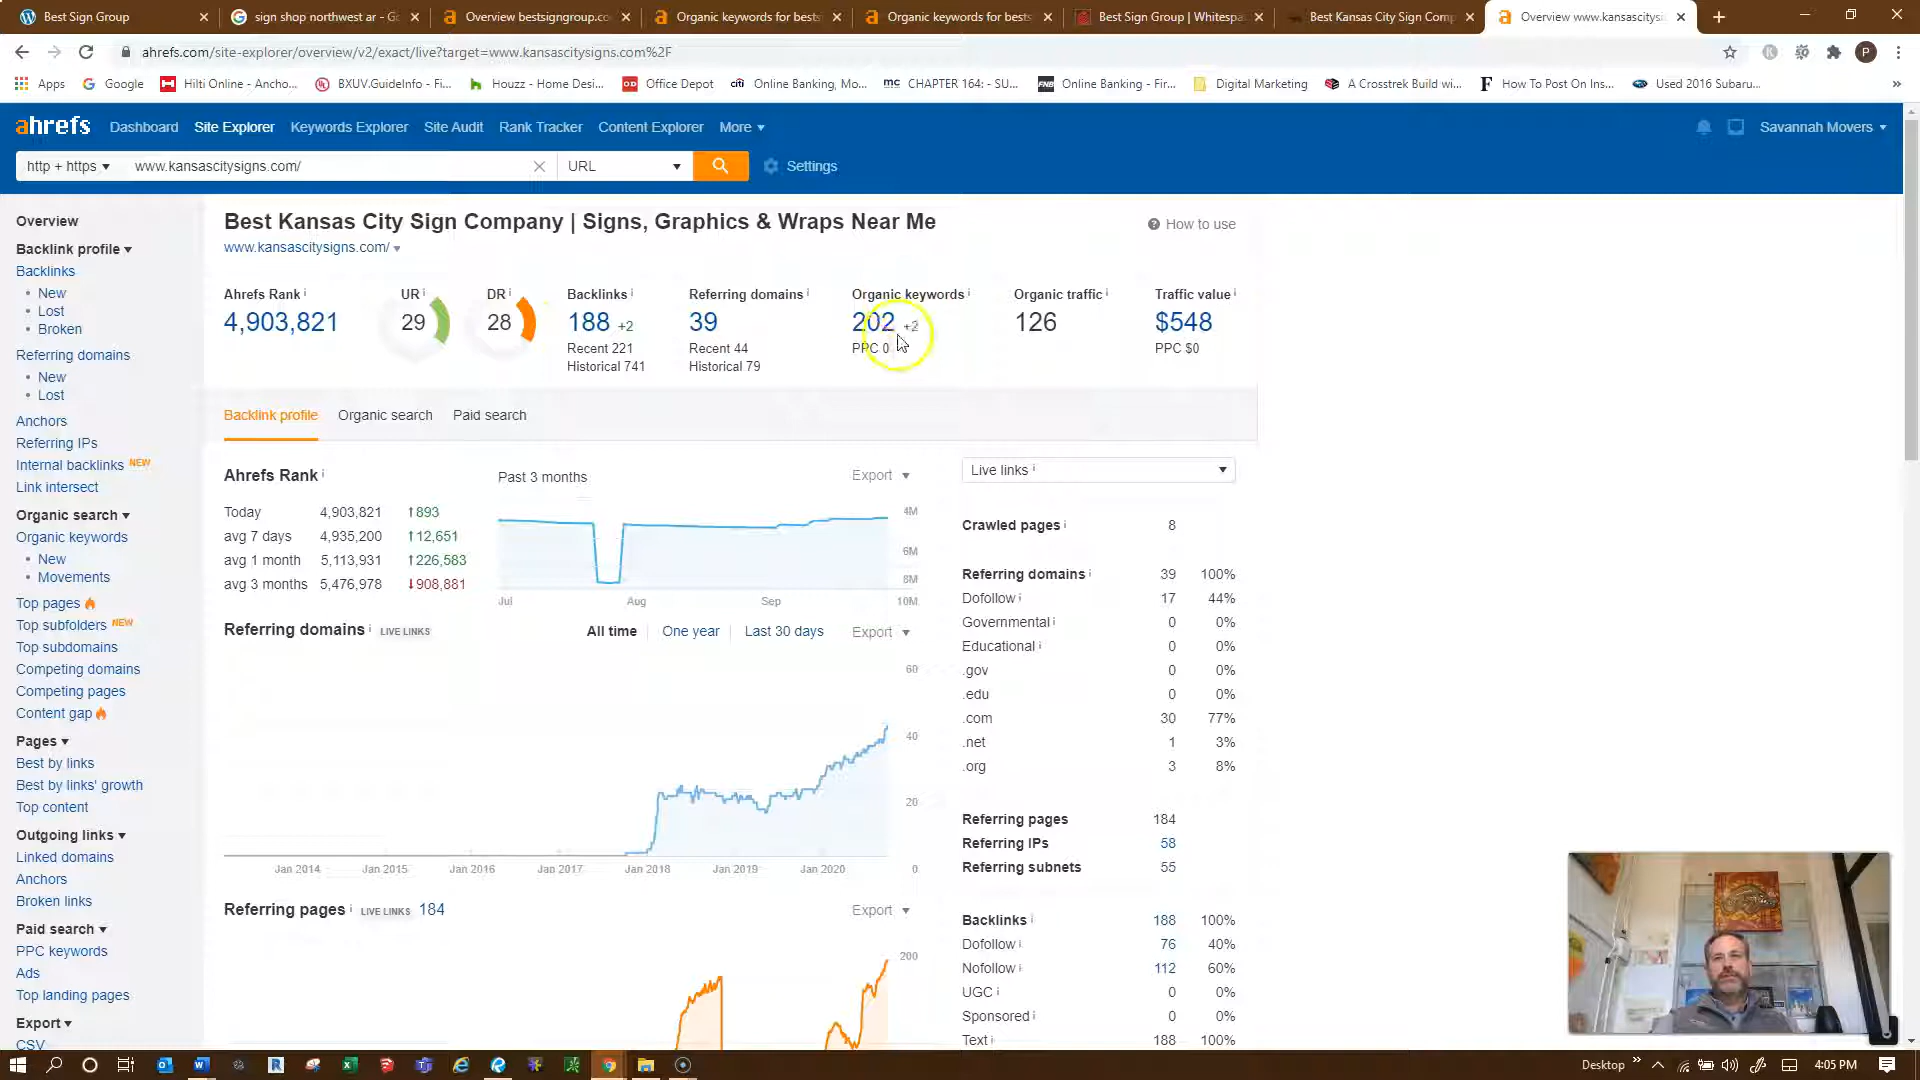 Best Sign Group
sign shop northwest ar - Go
Overview bestsigngroup.co
Organic keywords for bests
Organic keywords for bests
Best Sign Group | Whitespa
Best Kansas City Sign Comp
Overview www.kansascitysi
ahrefs.com/site-explorer/overview/v2/exact/live?target=www.kansascitysigns.com%2F
P
Apps
Google
Hilti Online - Ancho...
BXUV.GuideInfo - Fi...
Houzz - Home Desi...
OD Office Depot
citi Online Banking, Mo...
MC CHAPTER 164: - SU...
FNB Online Banking - Fir...
Digital Marketing
A Crosstrek Build wi...
F How To Post On Ins...
Used 2016 Subaru...
ahrefs
Dashboard
Site Explorer
Keywords Explorer
Site Audit
Rank Tracker
Content Explorer
More
Savannah Movers
http + https
www.kansascitysigns.com/
URL
Settings
Overview
Backlink profile
Backlinks
New
Lost
Broken
Referring domains
New
Lost
Anchors
Referring IPs
Internal backlinks NEW
Link intersect
Organic search
Organic keywords
New
Movements
Top pages
Top subfolders NEW
Top subdomains
Competing domains
Competing pages
Content gap
Pages
Best by links
Best by links' growth
Top content
Outgoing links
Linked domains
Anchors
Broken links
Paid search
PPC keywords
Ads
Top landing pages
Export
CSV
Best Kansas City Sign Company | Signs, Graphics & Wraps Near Me
How to use
www.kansascitysigns.com/
Ahrefs Rank
4,903,821
UR
29
DR
28
Backlinks
188 +2
Recent 221
Historical 741
Referring domains
39
Recent 44
Historical 79
Organic keywords
202 +2
PPC 0
Organic traffic
126
Traffic value
$548
PPC $0
Backlink profile
Organic search
Paid search
Ahrefs Rank
Past 3 months
Export
Today 4,903,821 ↑893
avg 7 days 4,935,200 ↑12,651
avg 1 month 5,113,931 ↑226,583
avg 3 months 5,476,978 ↓908,881
4M
6M
8M
10M
Jul Aug Sep
Referring domains LIVE LINKS
All time
One year
Last 30 days
Export
60
40
20
0
Jan 2014 Jan 2015 Jan 2016 Jan 2017 Jan 2018 Jan 2019 Jan 2020
Referring pages LIVE LINKS 184
Export
200
Live links
Crawled pages 8
Referring domains 39 100%
Dofollow 17 44%
Governmental 0 0%
Educational 0 0%
.gov 0 0%
.edu 0 0%
.com 30 77%
.net 1 3%
.org 3 8%
Referring pages 184
Referring IPs 58
Referring subnets 55
Backlinks 188 100%
Dofollow 76 40%
Nofollow 112 60%
UGC 0 0%
Sponsored 0 0%
Text 188 100%
Desktop
4:05 PM